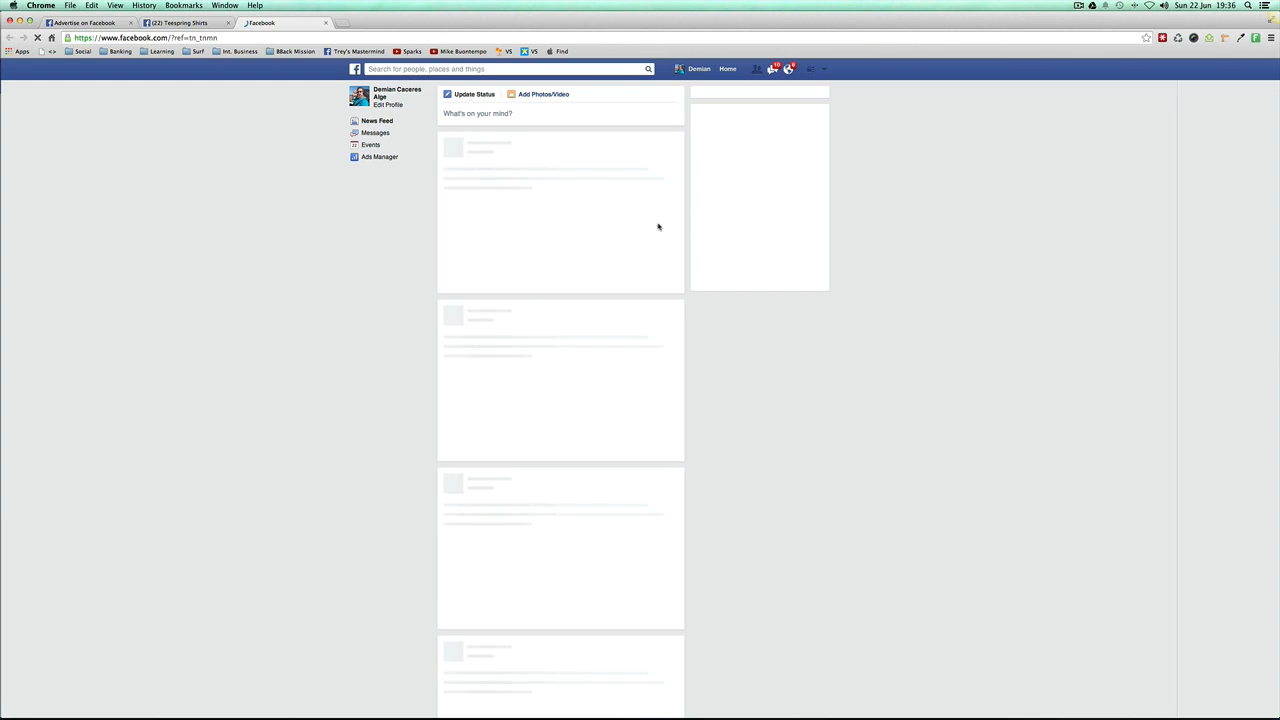 Chrome File Edit View History Bookmarks Window Help Sun 22 Jun 19:36
Advertise on Facebook (22) Teespring Shirts Facebook
https://www.facebook.com/?ref=tn_tnmn
Apps <> Social Banking Learning Surf Int. Business BBack Mission Trey's Mastermind Sparks Mike Buontempo VS VS Find
Search for people, places and things Demian Home 10 8
Demian Caceres
Alge
Edit Profile
News Feed
Messages
Events
Ads Manager
Update Status Add Photos/Video
What's on your mind?